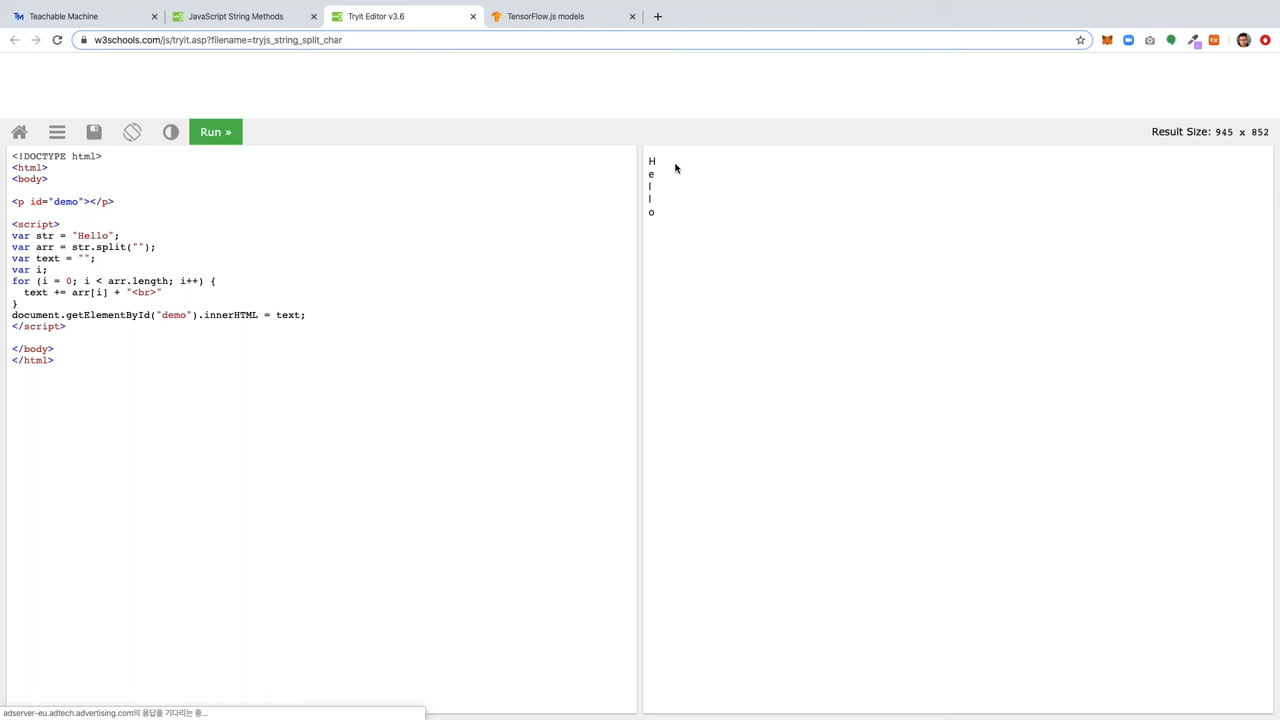 Teachable Machine
JavaScript String Methods
Tryit Editor v3.6
TensorFlow.js models
w3schools.com/js/tryit.asp?filename=tryjs_string_split_char
Run »
Result Size: 945 x 852
<!DOCTYPE html>
<html>
<body>
<p id="demo"></p>
<script>
var str = "Hello";
var arr = str.split("");
var text = "";
var i;
for (i = 0; i < arr.length; i++) {
  text += arr[i] + "<br>"
}
document.getElementById("demo").innerHTML = text;
</script>
</body>
</html>
H
e
l
l
o
adserver-eu.adtech.advertising.com의 응답을 기다리는 중...